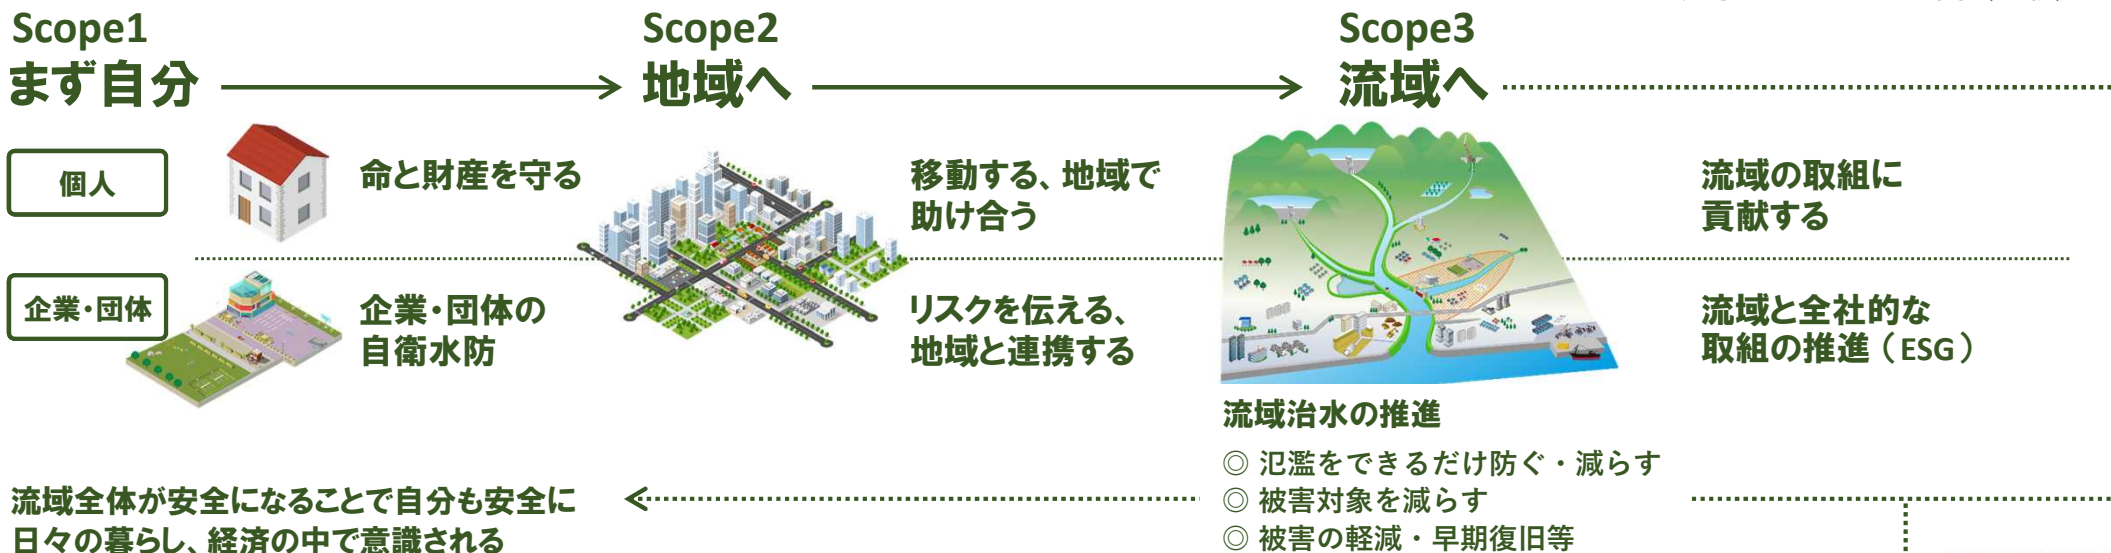 Scope1
まず自分
Scope2
地域へ
Scope3
流域へ
個人
命と財産を守る
移動する、地域で
助け合う
流域の取組に
貢献する
企業・団体
企業・団体の
自衛水防
リスクを伝える、
地域と連携する
流域と全社的な
取組の推進（ESG）
流域治水の推進
◎ 氾濫をできるだけ防ぐ・減らす
◎ 被害対象を減らす
◎ 被害の軽減・早期復旧等
流域全体が安全になることで自分も安全に
日々の暮らし、経済の中で意識される